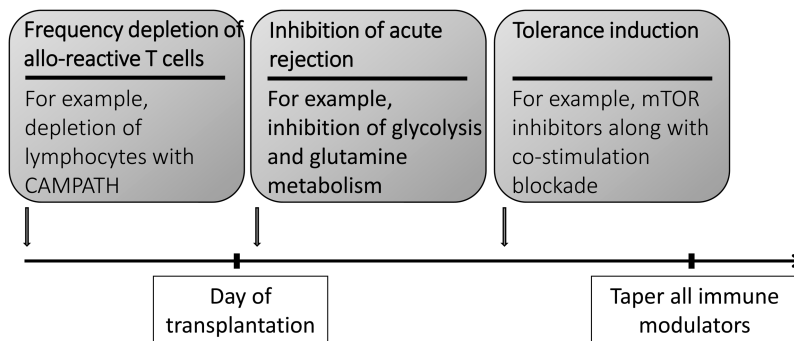 Frequency depletion of
allo-reactive T cells
For example,
depletion of
lymphocytes with
CAMPATH
Inhibition of acute
rejection
For example,
inhibition of glycolysis
and glutamine
metabolism
Tolerance induction
For example, mTOR
inhibitors along with
co-stimulation
blockade
Day of
transplantation
Taper all immune
modulators